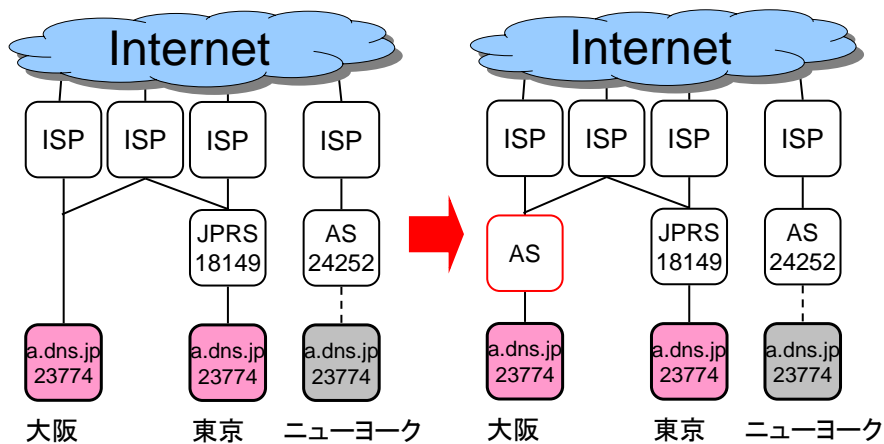 Internet
ISP
ISP
ISP
ISP
JPRS
18149
AS
24252
a.dns.jp
23774
a.dns.jp
23774
a.dns.jp
23774
大阪
東京
ニューヨーク
Internet
ISP
ISP
ISP
ISP
AS
JPRS
18149
AS
24252
a.dns.jp
23774
a.dns.jp
23774
a.dns.jp
23774
大阪
東京
ニューヨーク